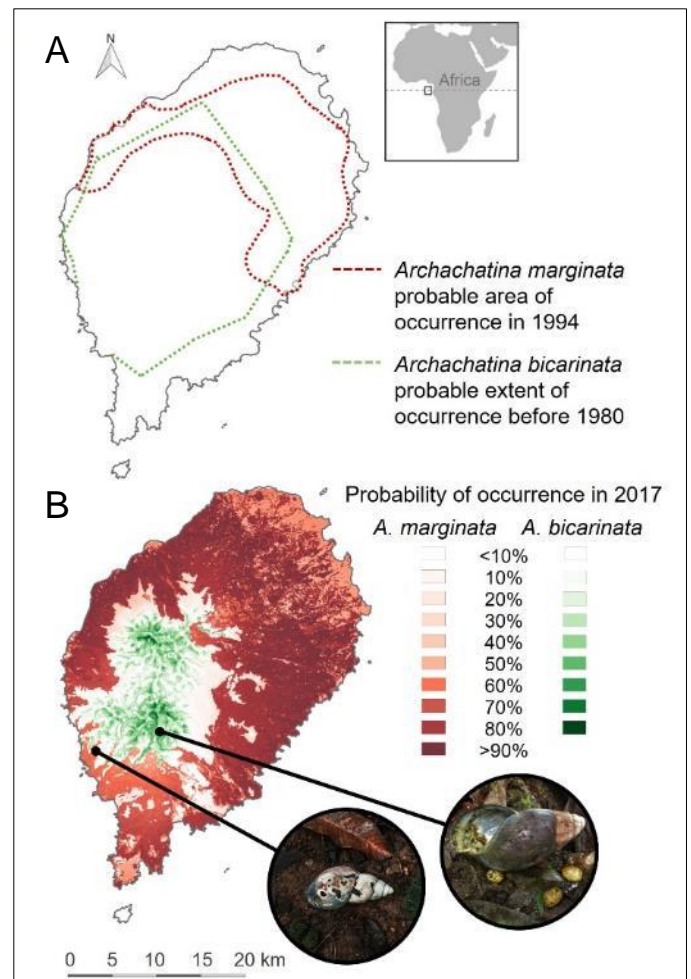 A
N
Africa
Archachatina marginata
probable area of
occurrence in 1994
Archachatina bicarinata
probable extent of
occurrence before 1980
B
Probability of occurrence in 2017
A. marginata A. bicarinata
<10%
10%
20%
30%
40%
50%
60%
70%
80%
>90%
0 5 10 15 20 km